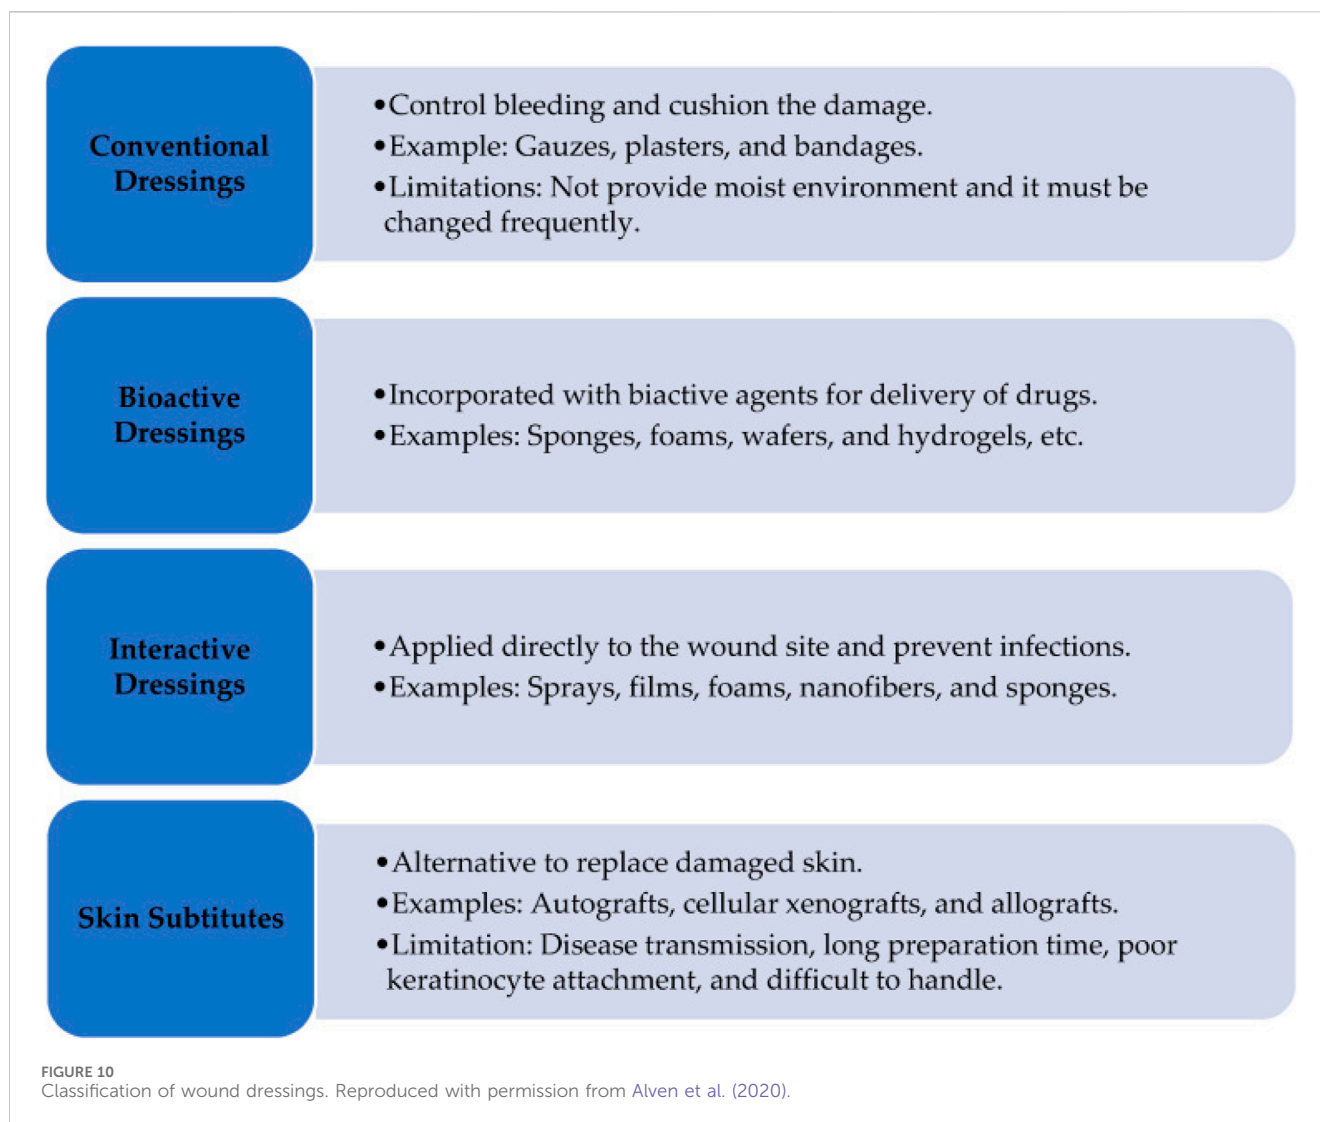 Conventional
Dressings
•Control bleeding and cushion the damage.
•Example: Gauzes, plasters, and bandages.
•Limitations: Not provide moist environment and it must be
changed frequently.
Bioactive
Dressings
•Incorporated with biactive agents for delivery of drugs.
•Examples: Sponges, foams, wafers, and hydrogels, etc.
Interactive
Dressings
•Applied directly to the wound site and prevent infections.
•Examples: Sprays, films, foams, nanofibers, and sponges.
Skin Subtitutes
•Alternative to replace damaged skin.
•Examples: Autografts, cellular xenografts, and allografts.
•Limitation: Disease transmission, long preparation time, poor
keratinocyte attachment, and difficult to handle.
FIGURE 10
Classification of wound dressings. Reproduced with permission from Alven et al. (2020).